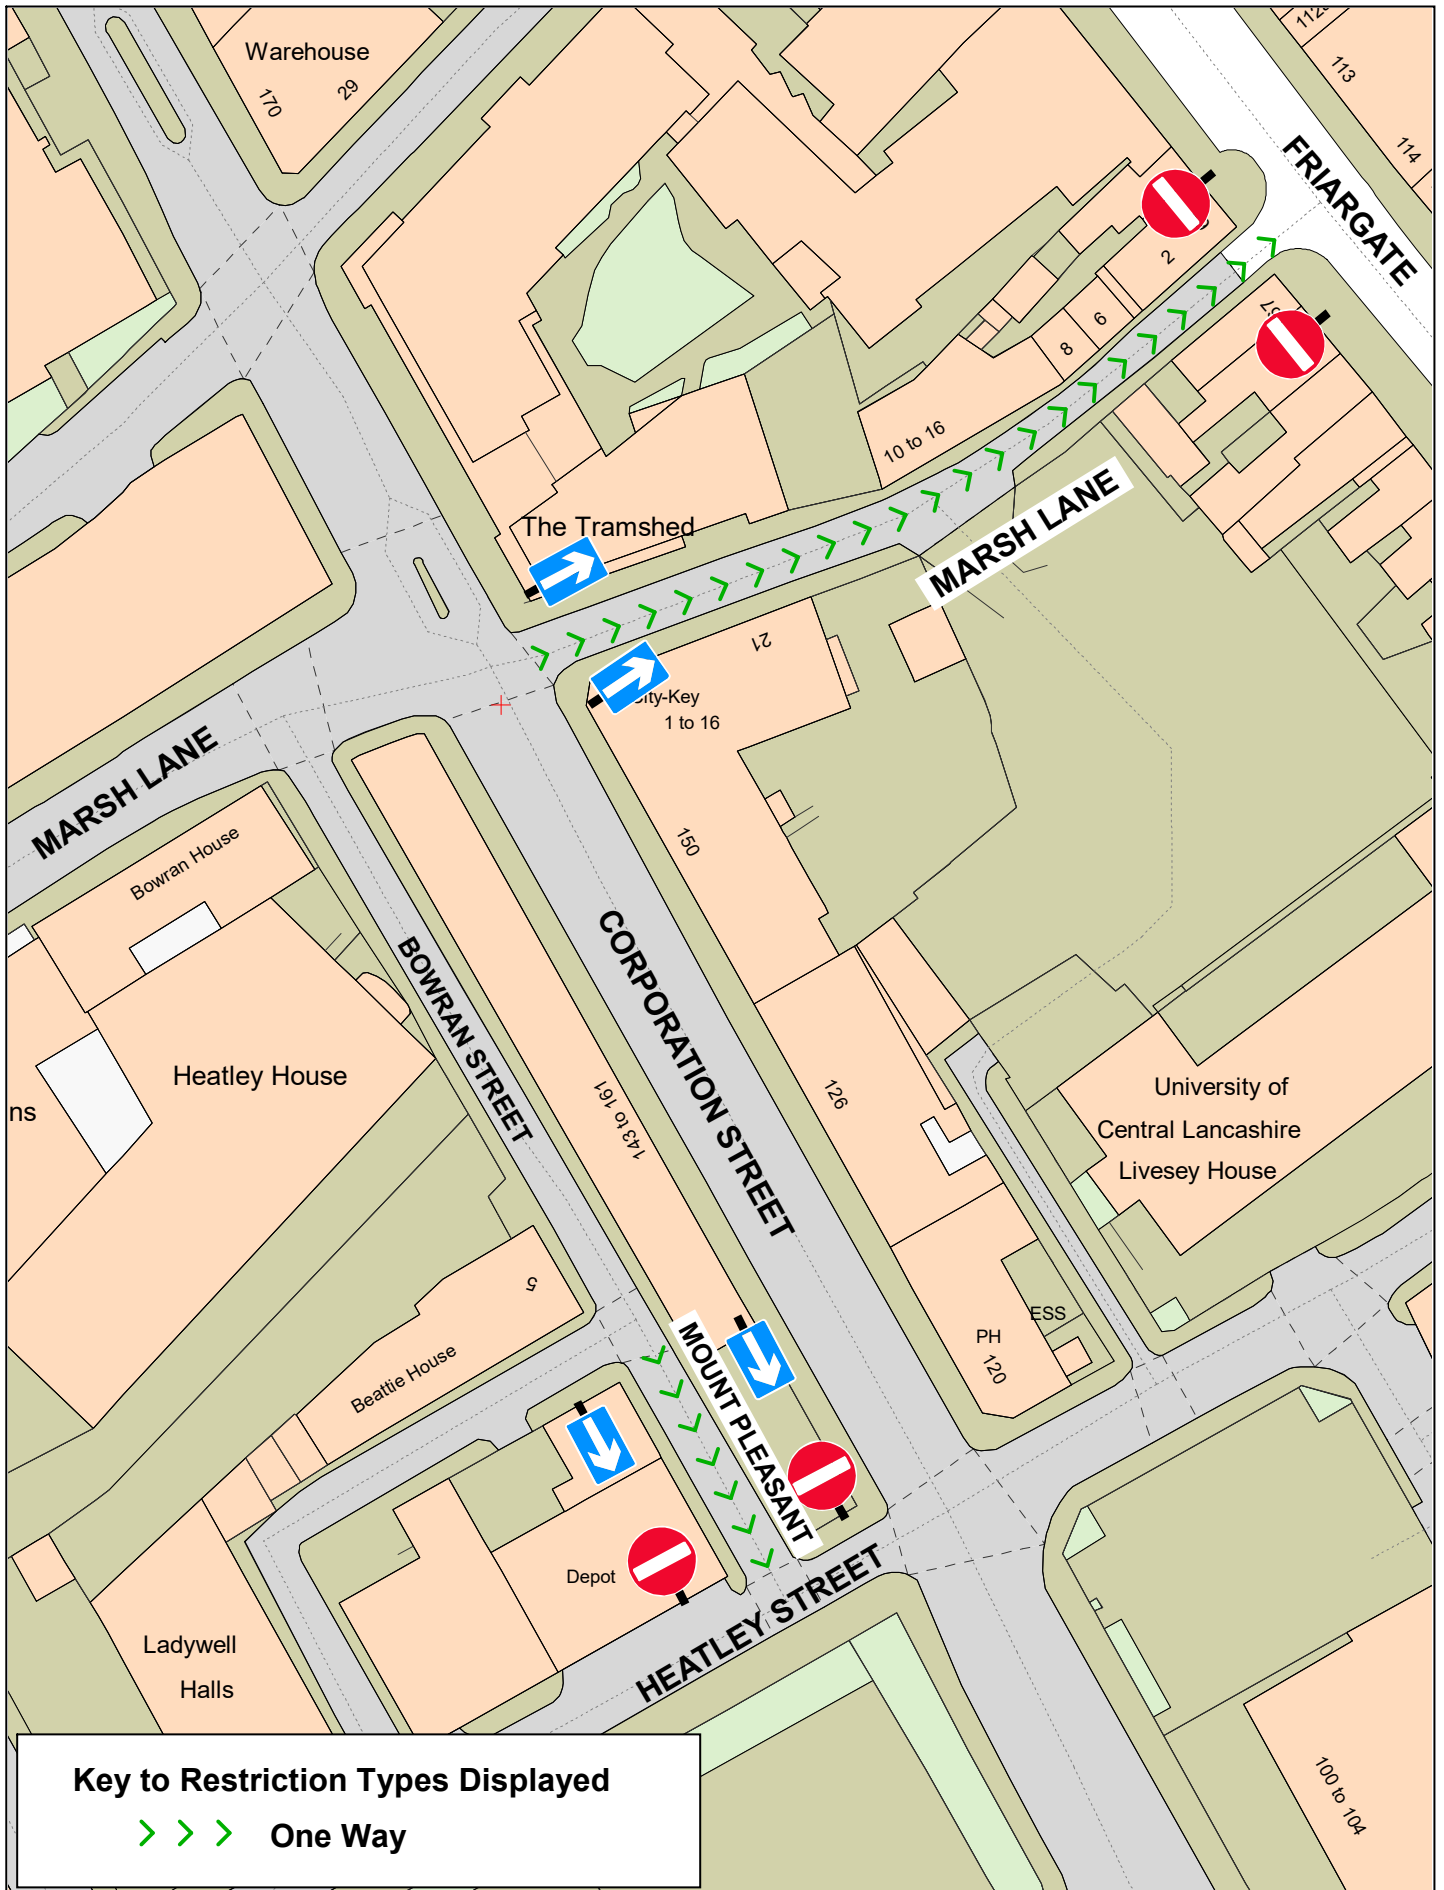 Warehouse
170
29
113
114
FRIARGATE
2
6
8
10 to 16
MARSH LANE
The Tramshed
21
City-Key
1 to 16
MARSH LANE
Bowran House
150
CORPORATION STREET
BOWRAN STREET
Heatley House
ns
143 to 161
126
University of
Central Lancashire
Livesey House
5
ESS
PH
120
MOUNT PLEASANT
Beattie House
Depot
HEATLEY STREET
Ladywell
Halls
100 to 104
Key to Restriction Types Displayed
One Way